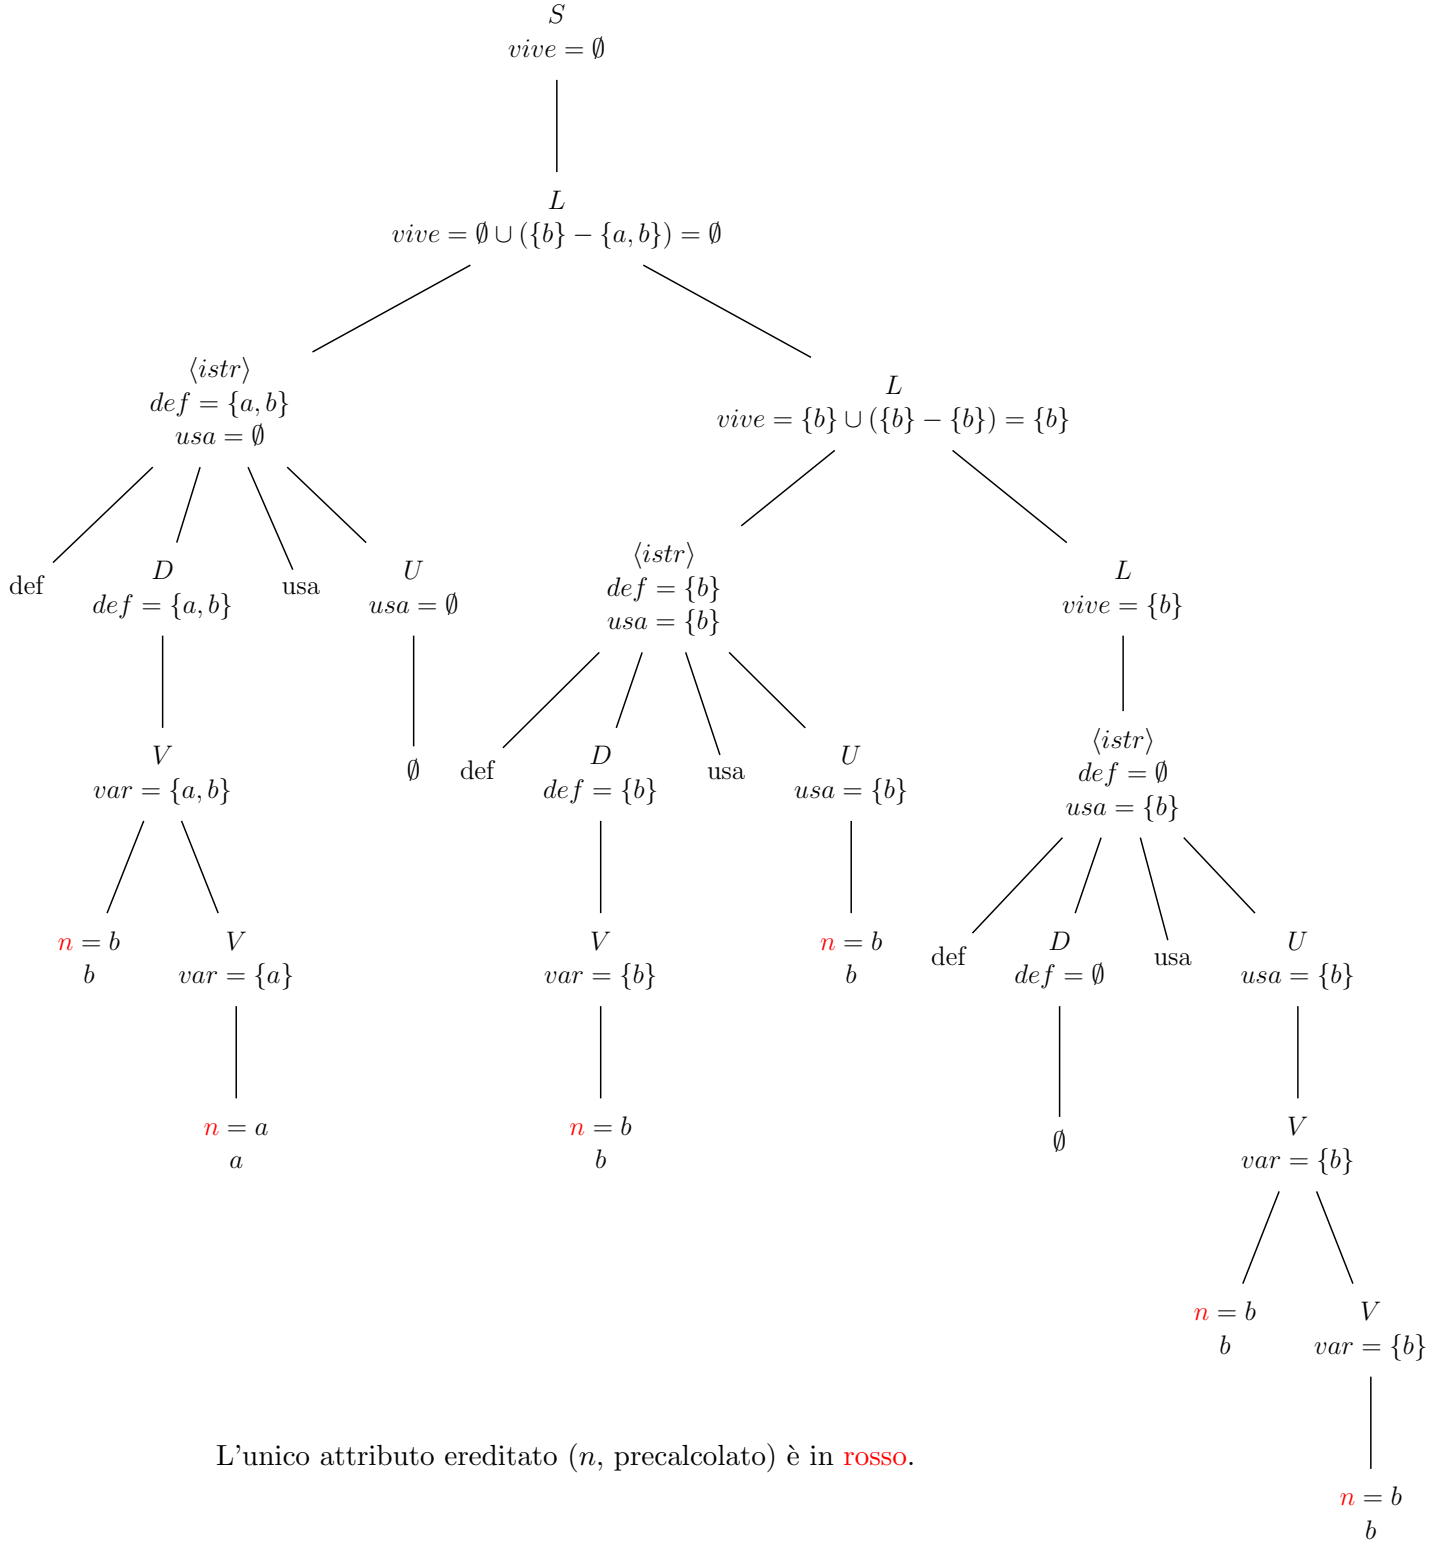 S
vive = ∅
L
vive = ∅ ∪ ({b} − {a, b}) = ∅
⟨istr⟩
def = {a, b}
usa = ∅
L
vive = {b} ∪ ({b} − {b}) = {b}
def
D
def = {a, b}
usa
U
usa = ∅
⟨istr⟩
def = {b}
usa = {b}
L
vive = {b}
V
var = {a, b}
∅
def
D
def = {b}
usa
U
usa = {b}
⟨istr⟩
def = ∅
usa = {b}
n = b
b
V
var = {a}
V
var = {b}
n = b
b
def
D
def = ∅
usa
U
usa = {b}
n = a
a
n = b
b
∅
V
var = {b}
n = b
b
V
var = {b}
L'unico attributo ereditato (n, precalcolato) è in rosso.
n = b
b